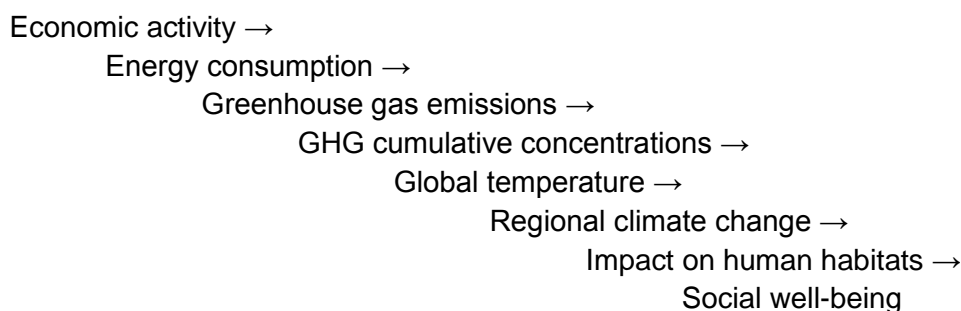 Economic activity →
Energy consumption →
Greenhouse gas emissions →
GHG cumulative concentrations →
Global temperature →
Regional climate change →
Impact on human habitats →
Social well-being